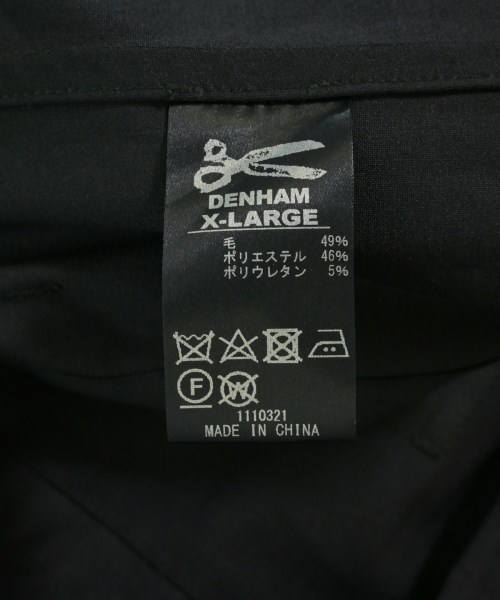 DENHAM
X-LARGE
毛 49%
ポリエステル 46%
ポリウレタン 5%
F W
1110321
MADE IN CHINA